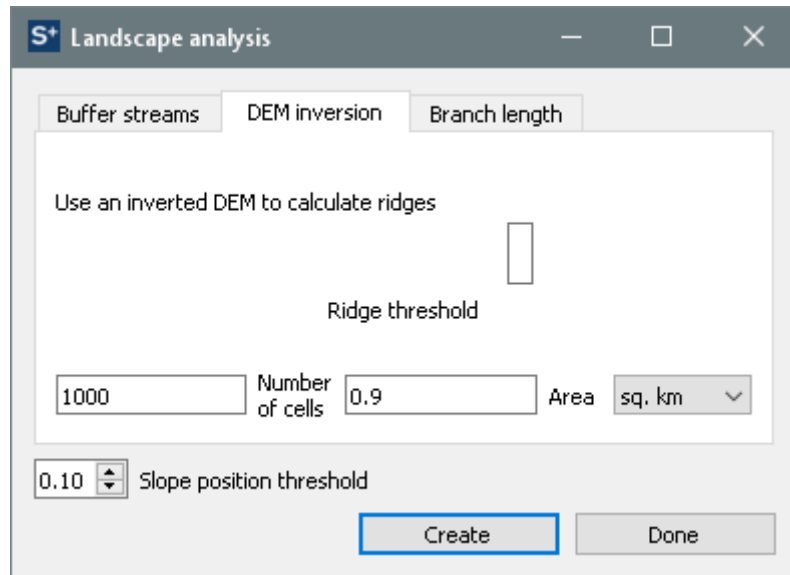 S+ Landscape analysis
Buffer streams DEM inversion Branch length
Use an inverted DEM to calculate ridges
Ridge threshold
1000 Number of cells 0.9 Area sq. km
0.10 Slope position threshold
Create Done